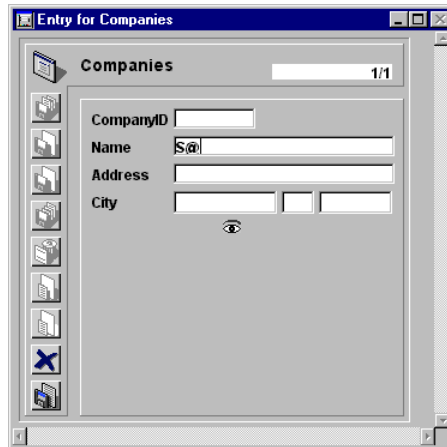 Entry for Companies
Companies
1/1
CompanyID
Name S@
Address
City